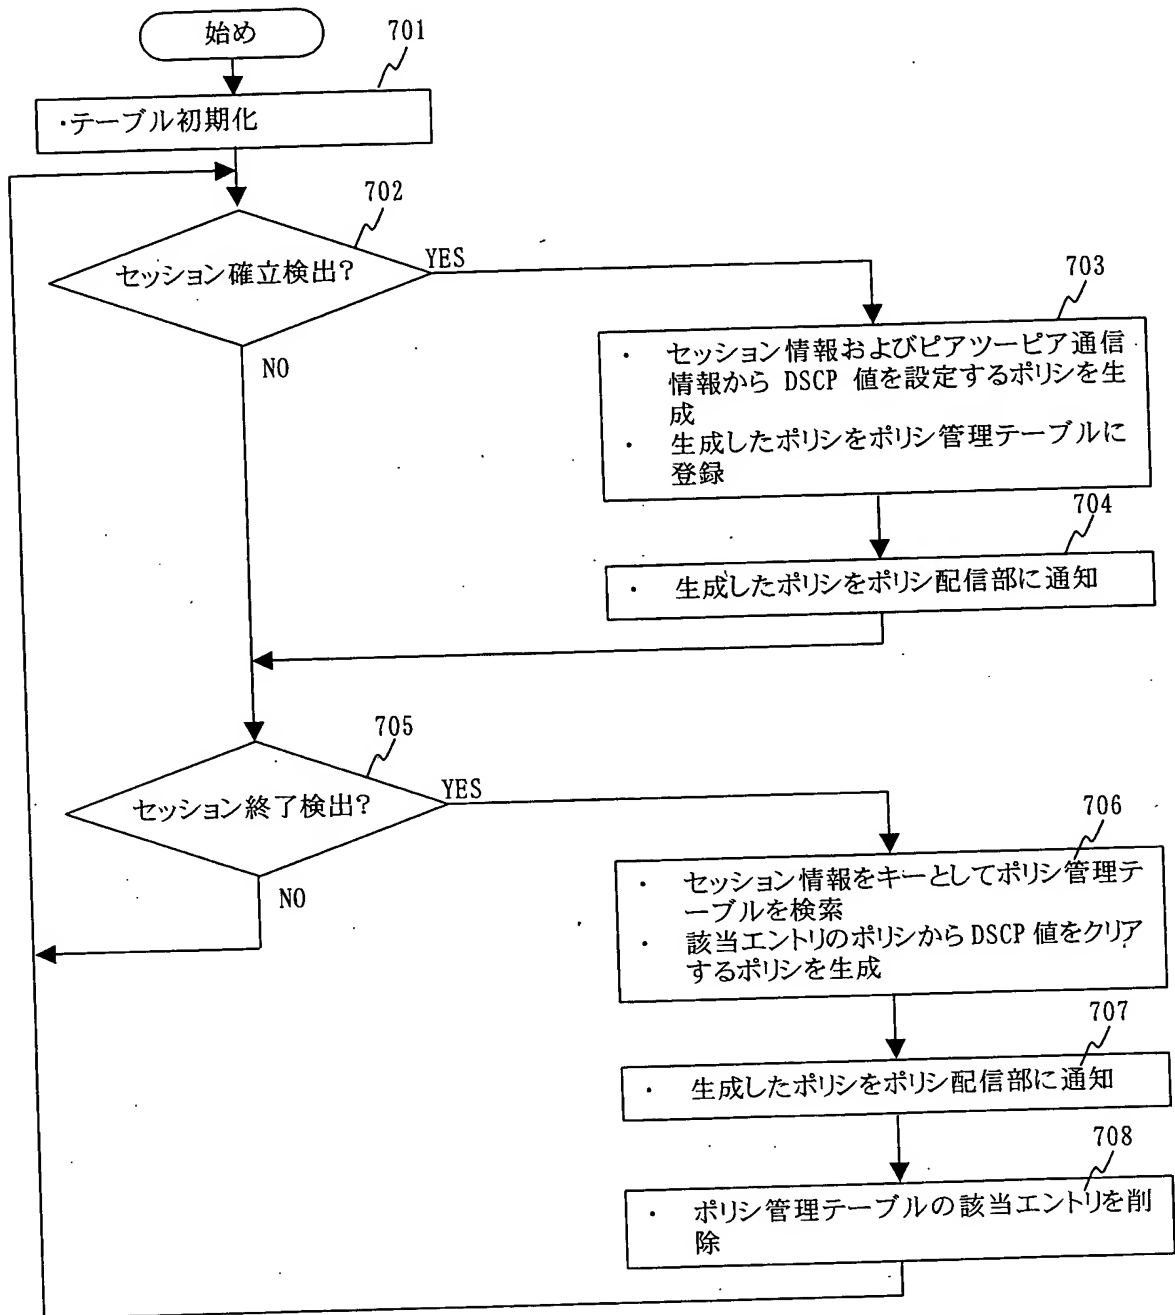 始め
701
・テーブル初期化
702
セッション確立検出?
YES
NO
703
・ セッション情報およびピアツーピア通信
情報から DSCP 値を設定するポリシを生
成
・ 生成したポリシをポリシ管理テーブルに
登録
704
・ 生成したポリシをポリシ配信部に通知
705
セッション終了検出?
YES
NO
706
・ セッション情報をキーとしてポリシ管理テ
ーブルを検索
・ 該当エントリのポリシから DSCP 値をクリア
するポリシを生成
707
・ 生成したポリシをポリシ配信部に通知
708
・ ポリシ管理テーブルの該当エントリを削
除